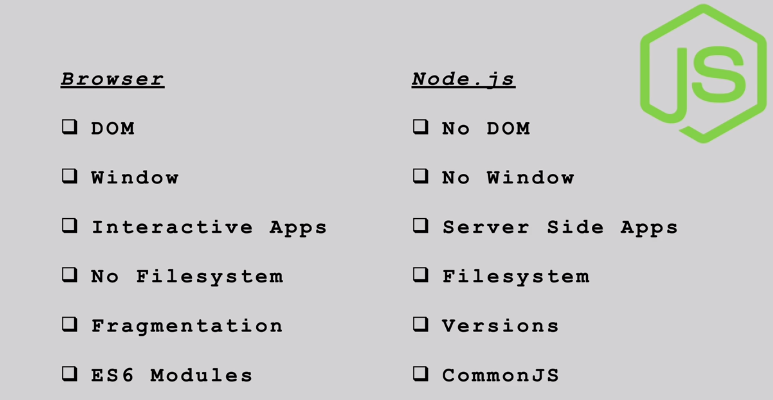 JS
Browser
DOM
Window
Interactive Apps
No Filesystem
Fragmentation
ES6 Modules
Node.js
No DOM
No Window
Server Side Apps
Filesystem
Versions
CommonJS